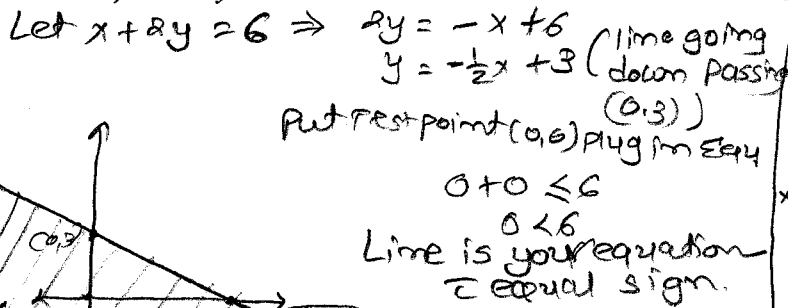 Let x+2y = 6 ⇒ 2y = -x+6
y = -1/2x + 3 (line going
down passing
(0,3))
Put Test point (0,0) plug in Equ
0+0 ≤ 6
0 < 6
Line is your equation
c̄ equal sign.
(0,3)